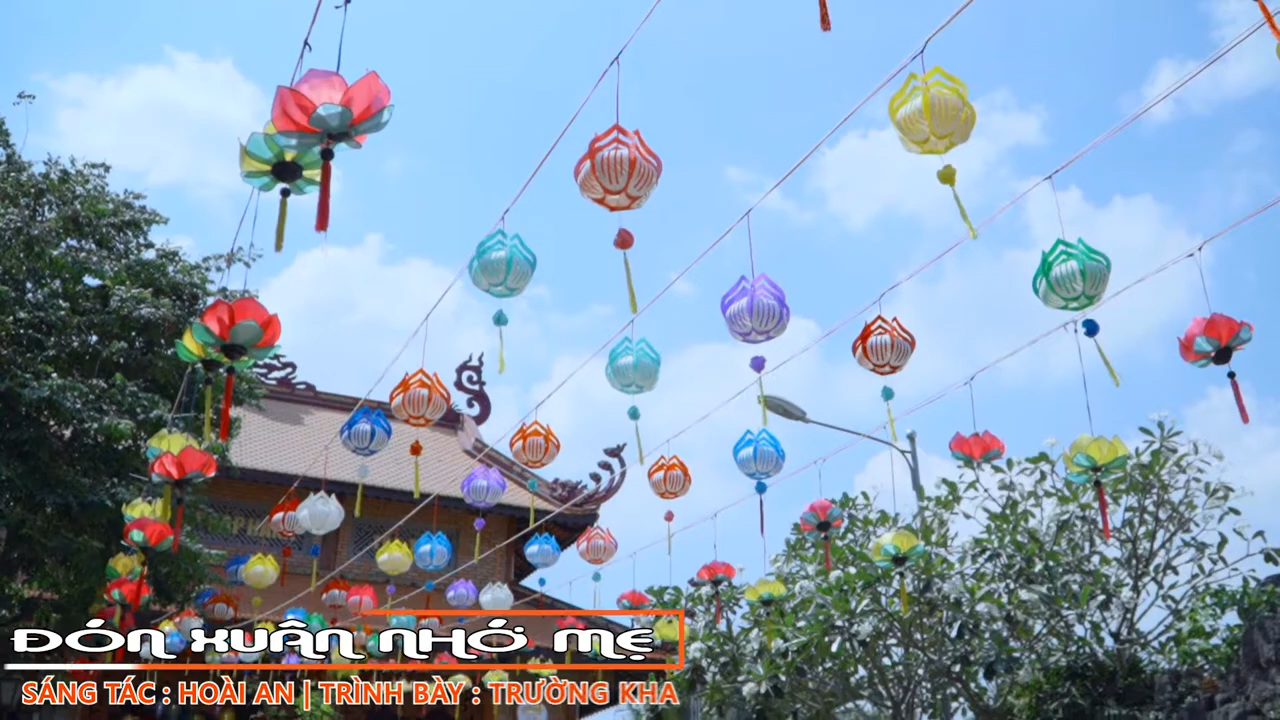 ĐÓN XUÂN NHỚ MẸ
SÁNG TÁC : HOÀI AN | TRÌNH BÀY : TRƯỜNG KHA